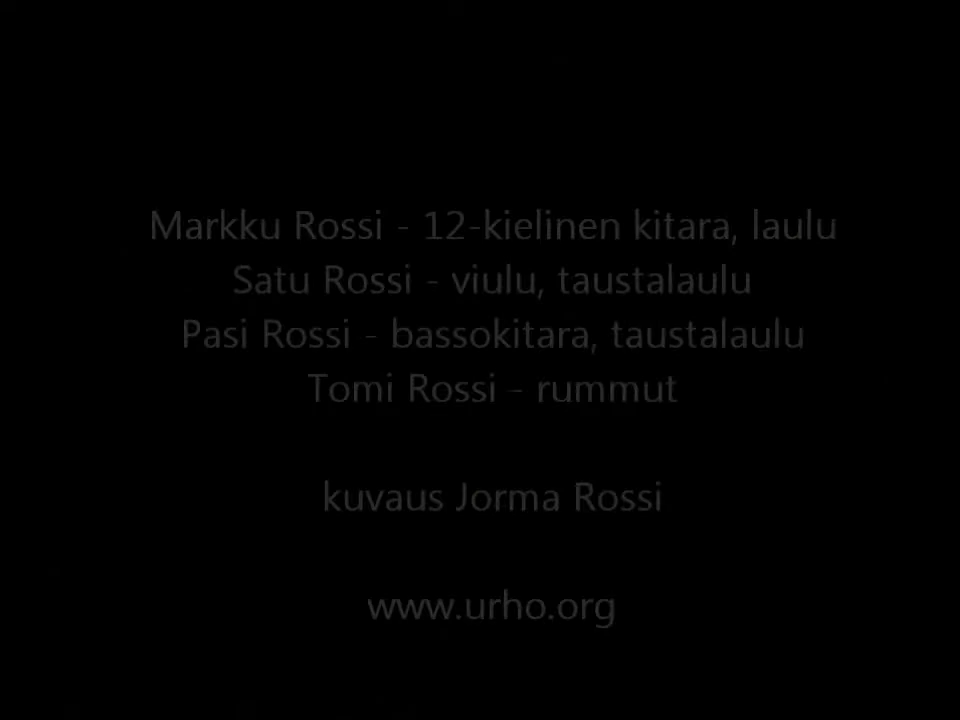 Markku Rossi - 12-kielinen kitara, laulu
Satu Rossi - viulu, taustalaulu
Pasi Rossi - bassokitara, taustalaulu
Tomi Rossi - rummut
kuvaus Jorma Rossi
www.urho.org